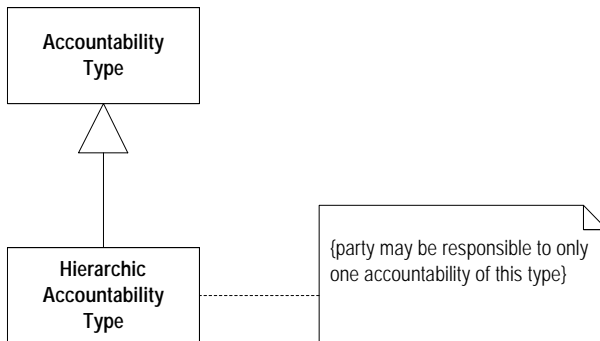 Accountability
Type
Hierarchic
Accountability
Type
{party may be responsible to only
one accountability of this type}